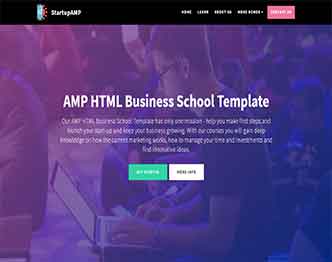 StartupAMP
HOME LEARN ABOUT US MORE DEMOS CONTACT US
AMP HTML Business School Template
Our AMP HTML Business School Template has only one mission - help you make first steps and
launch your start-up and keep your business growing. With our courses you will gain deep
knowledge on how the current marketing works, how to manage your time and investments and
find innovative ideas.
MORE INFO